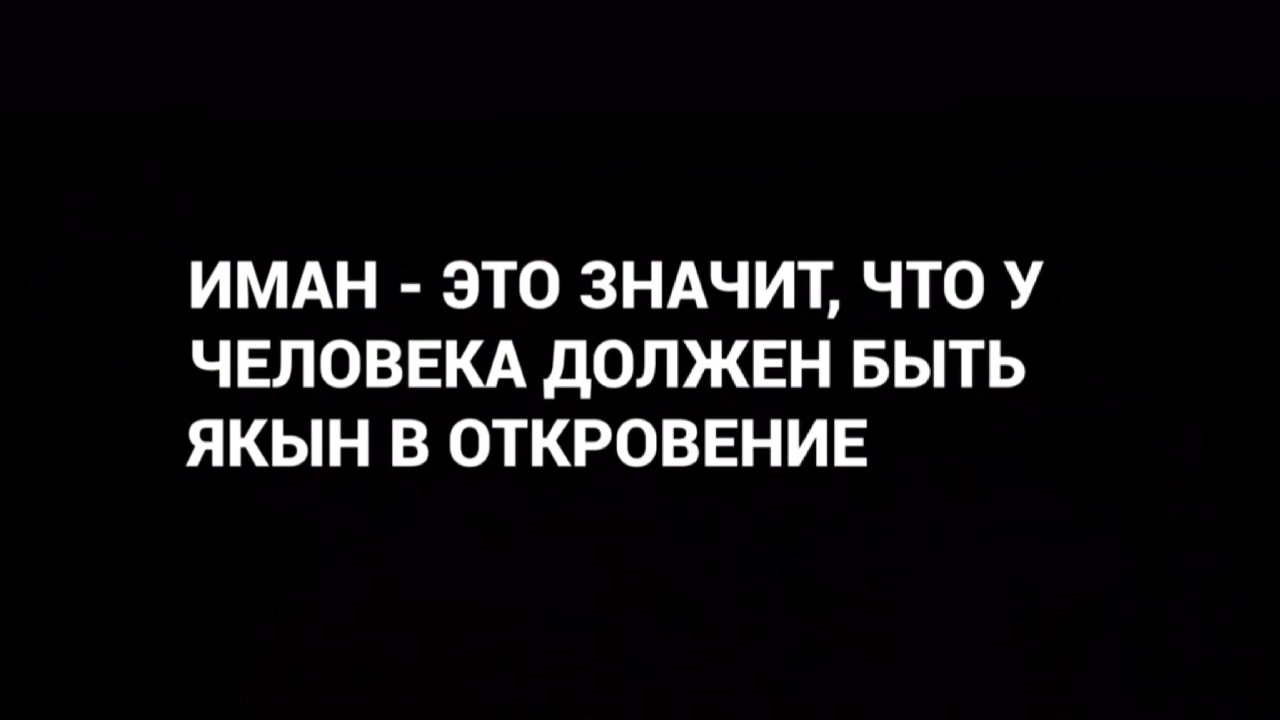 ИМАН - ЭТО ЗНАЧИТ, ЧТО У
ЧЕЛОВЕКА ДОЛЖЕН БЫТЬ
ЯКЫН В ОТКРОВЕНИЕ